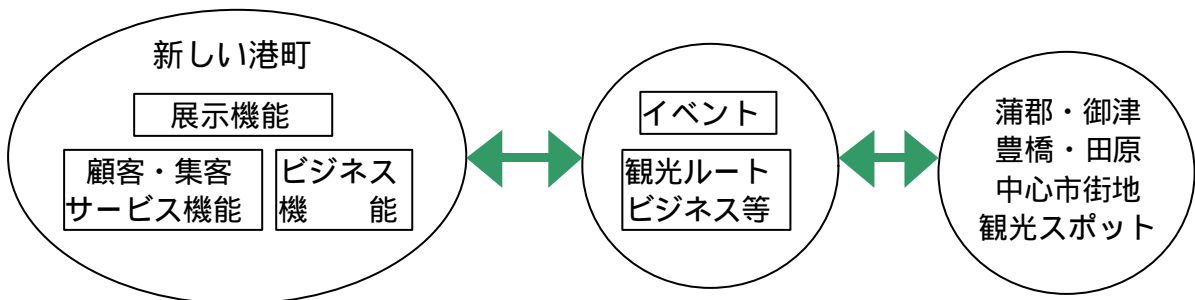 新しい港町
展示機能
顧客・集客
サービス機能
ビジネス
機　　能
イベント
観光ルート
ビジネス等
蒲郡・御津
豊橋・田原
中心市街地
観光スポット